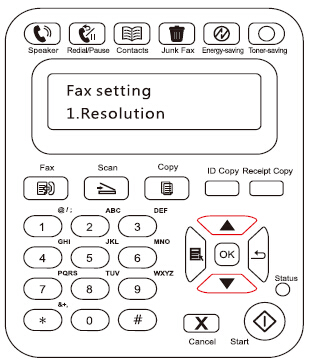 Speaker Redial/Pause Contacts Junk Fax Energy-saving Toner-saving
Fax setting
1.Resolution
Fax Scan Copy ID Copy Receipt Copy
@/; ABC DEF
1 2 3
GHI JKL MNO
4 5 6 OK
PQRS TUV WXYZ Status
7 8 9
&+,
* 0 # X
Cancel Start